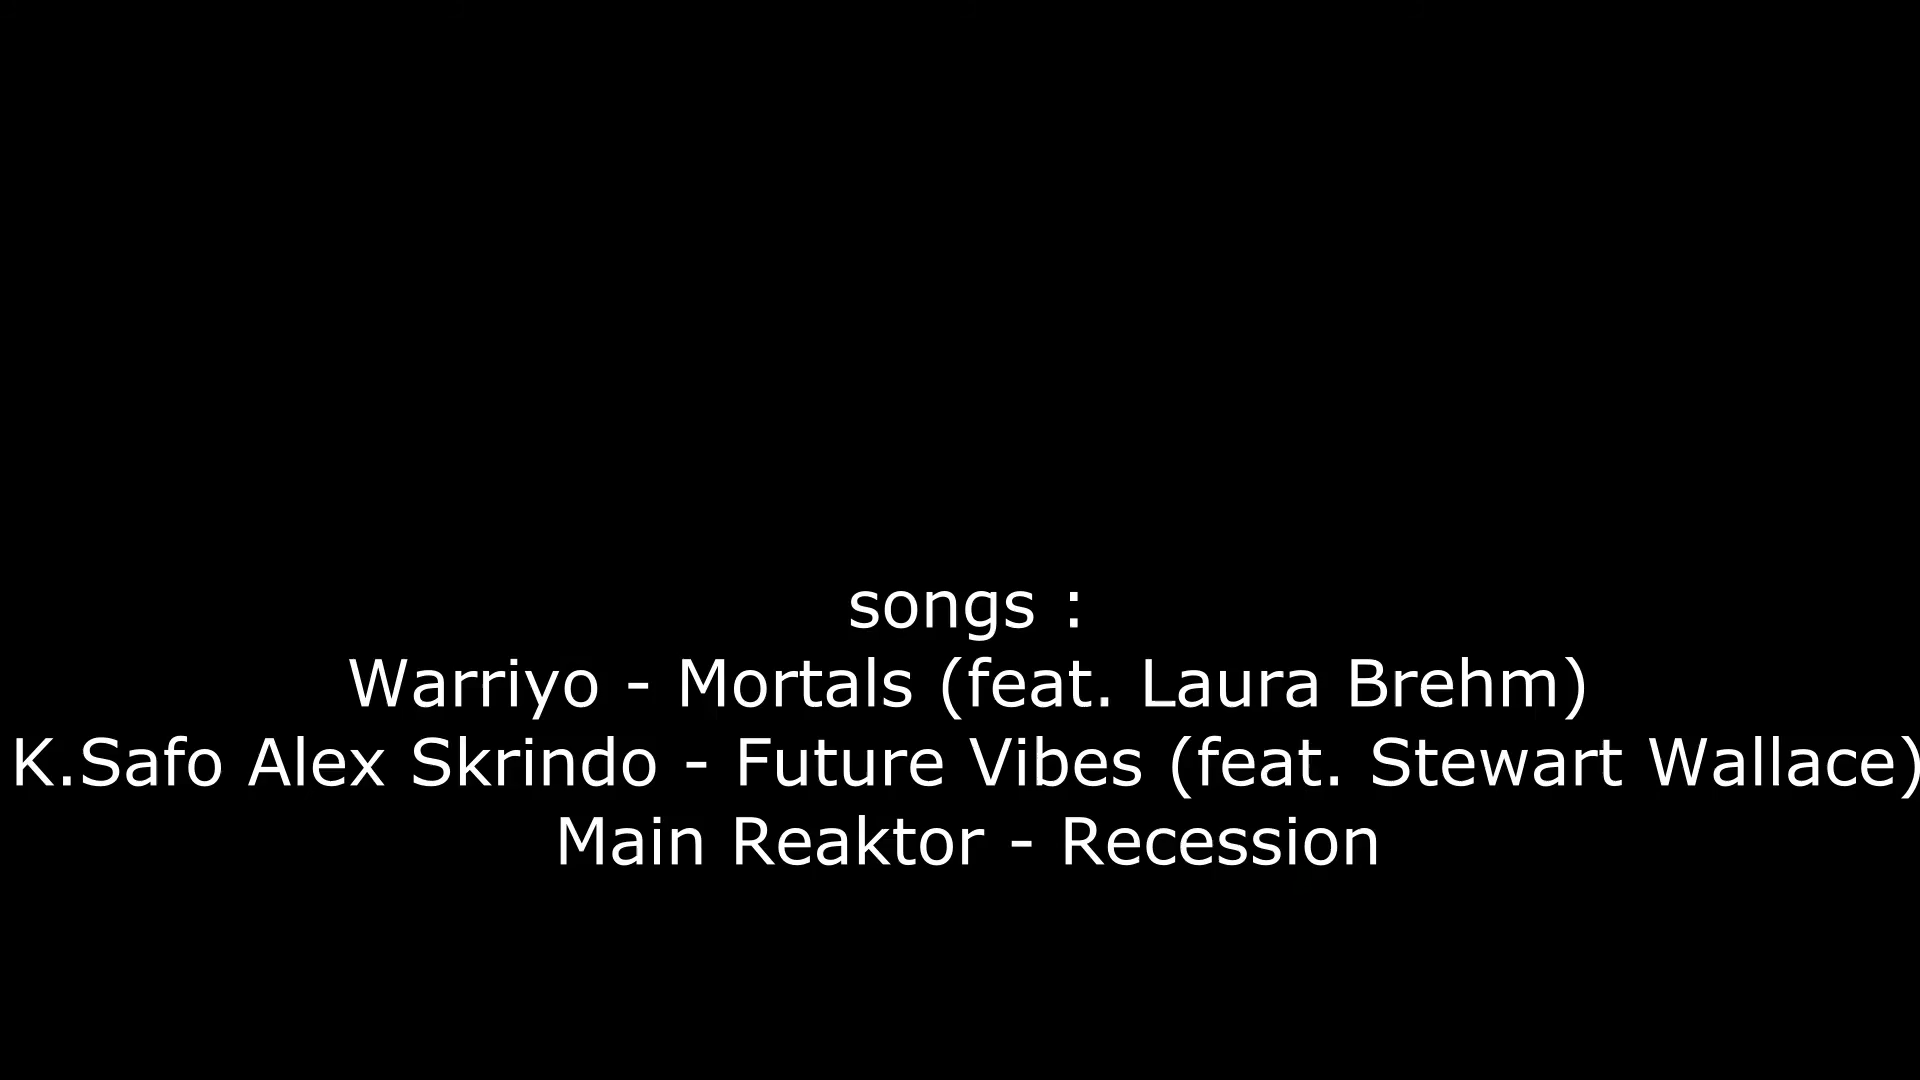 songs :
Warriyo - Mortals (feat. Laura Brehm)
K.Safo Alex Skrindo - Future Vibes (feat. Stewart Wallace)
Main Reaktor - Recession